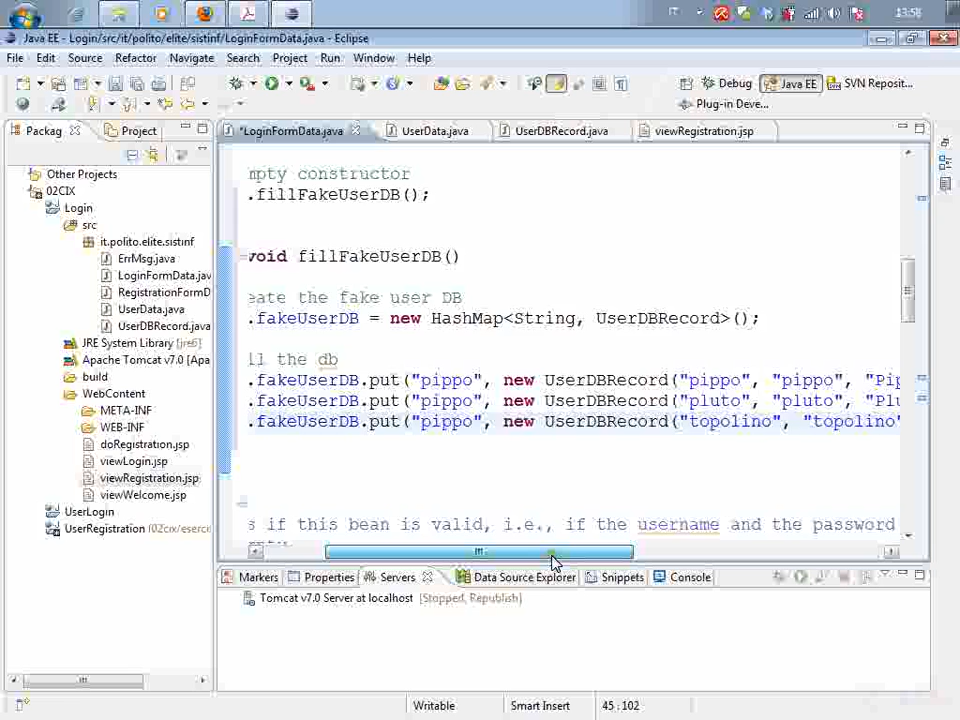 IT
13:58
Java EE - Login/src/it/polito/elite/sistinf/LoginFormData.java - Eclipse
File Edit Source Refactor Navigate Search Project Run Window Help
Debug Java EE SVN Reposit...
Plug-in Deve...
Packag Project
*LoginFormData.java UserData.java UserDBRecord.java viewRegistration.jsp
Other Projects
02CIX
Login
src
it.polito.elite.sistinf
ErrMsg.java
LoginFormData.jav
RegistrationFormD
UserData.java
UserDBRecord.java
JRE System Library [jre6]
Apache Tomcat v7.0 [Apa
build
WebContent
META-INF
WEB-INF
doRegistration.jsp
viewLogin.jsp
viewRegistration.jsp
viewWelcome.jsp
UserLogin
UserRegistration (02cix/eserci
mpty constructor
.fillFakeUserDB();
void fillFakeUserDB()
eate the fake user DB
.fakeUserDB = new HashMap<String, UserDBRecord>();
ll the db
.fakeUserDB.put("pippo", new UserDBRecord("pippo", "pippo", "Pip
.fakeUserDB.put("pippo", new UserDBRecord("pluto", "pluto", "Plu
.fakeUserDB.put("pippo", new UserDBRecord("topolino", "topolino"
s if this bean is valid, i.e., if the username and the password
Markers Properties Servers Data Source Explorer Snippets Console
Tomcat v7.0 Server at localhost [Stopped, Republish]
Writable Smart Insert 45 : 102